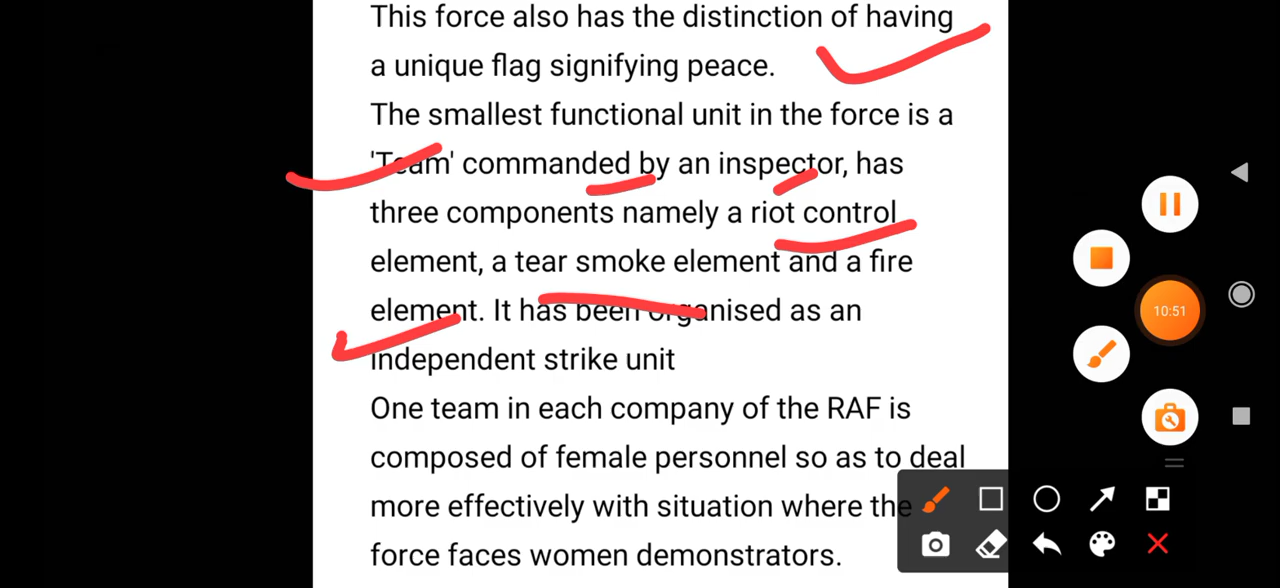 This force also has the distinction of having
a unique flag signifying peace.
The smallest functional unit in the force is a
'Team' commanded by an inspector, has
three components namely a riot control
element, a tear smoke element and a fire
element. It has been organised as an
independent strike unit
One team in each company of the RAF is
composed of female personnel so as to deal
more effectively with situation where the
force faces women demonstrators.
10:51